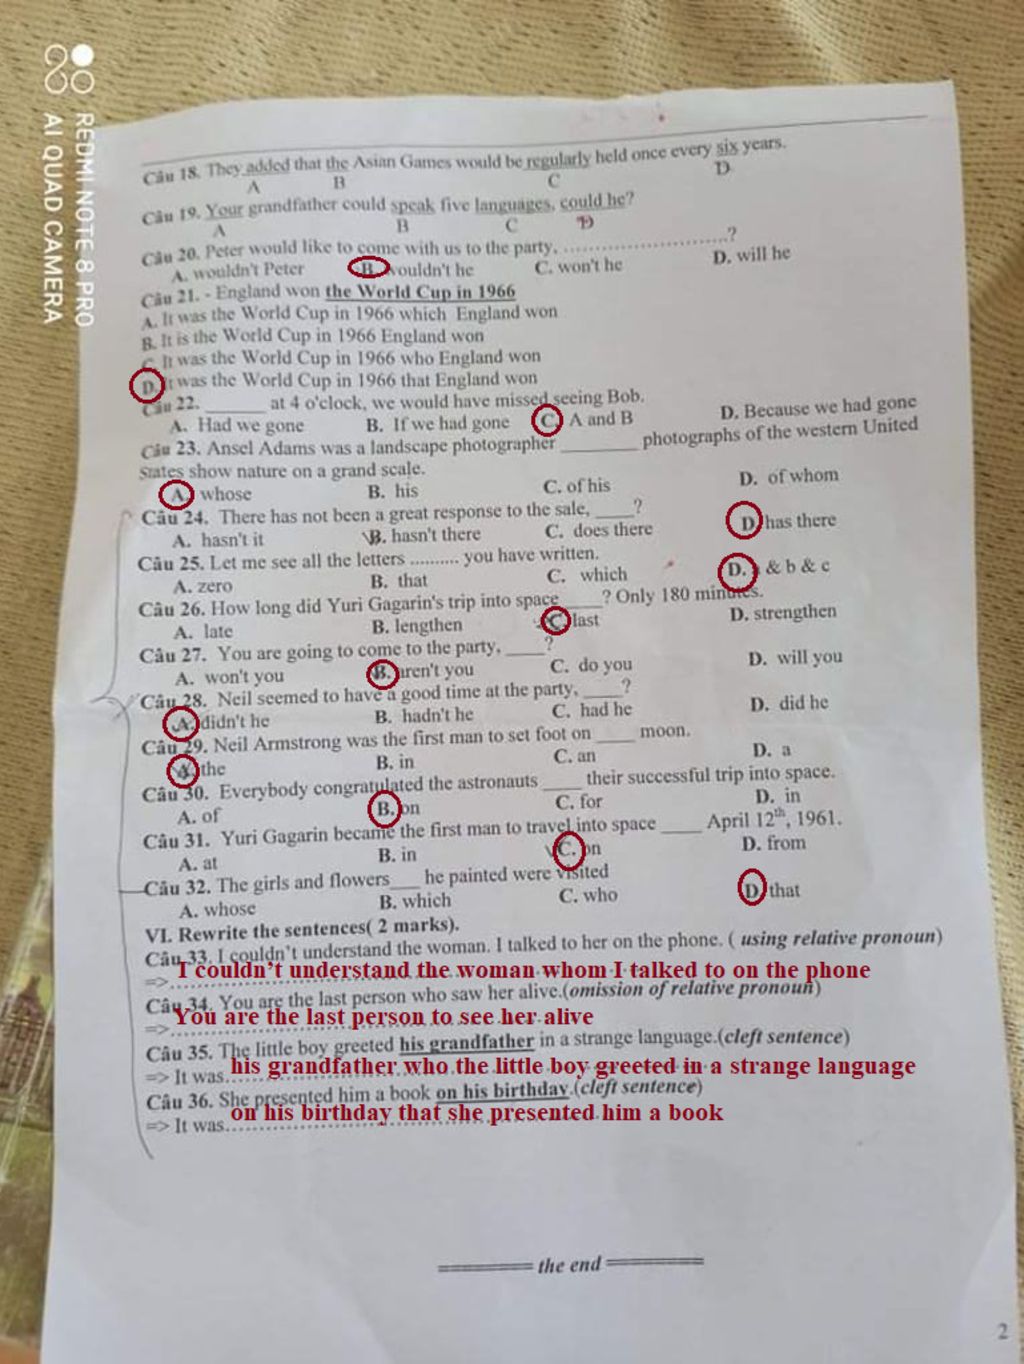 REDMI NOTE 8 PRO
AI QUAD CAMERA
Câu 18. They added that the Asian Games would be regularly held once every six years.
A B C D
Câu 19. Your grandfather could speak five languages, could he?
A B C D
Câu 20. Peter would like to come with us to the party, ........................?
A. wouldn't Peter B. wouldn't he C. won't he D. will he
Câu 21. - England won the World Cup in 1966
A. It was the World Cup in 1966 which England won
B. It is the World Cup in 1966 England won
C. It was the World Cup in 1966 who England won
D. It was the World Cup in 1966 that England won
Câu 22. ______ at 4 o'clock, we would have missed seeing Bob.
A. Had we gone B. If we had gone C. A and B D. Because we had gone
Câu 23. Ansel Adams was a landscape photographer ________ photographs of the western United
States show nature on a grand scale.
A. whose B. his C. of his D. of whom
Câu 24. There has not been a great response to the sale, ____?
A. hasn't it B. hasn't there C. does there D. has there
Câu 25. Let me see all the letters .......... you have written.
A. zero B. that C. which D. a & b & c
Câu 26. How long did Yuri Gagarin's trip into space ____? Only 180 minutes.
A. late B. lengthen C. last D. strengthen
Câu 27. You are going to come to the party, ____?
A. won't you B. aren't you C. do you D. will you
Câu 28. Neil seemed to have a good time at the party, ____?
A. didn't he B. hadn't he C. had he D. did he
Câu 29. Neil Armstrong was the first man to set foot on ____ moon.
A. the B. in C. an D. a
Câu 30. Everybody congratulated the astronauts ____ their successful trip into space.
A. of B. on C. for D. in
Câu 31. Yuri Gagarin became the first man to travel into space ____ April 12th, 1961.
A. at B. in C. on D. from
Câu 32. The girls and flowers___ he painted were visited
A. whose B. which C. who D. that
VI. Rewrite the sentences( 2 marks).
Câu 33. I couldn't understand the woman. I talked to her on the phone. ( using relative pronoun)
=> I couldn't understand the woman whom I talked to on the phone
Câu 34. You are the last person who saw her alive.(omission of relative pronoun)
=> You are the last person to see her alive
Câu 35. The little boy greeted his grandfather in a strange language.(cleft sentence)
=> It was his grandfather who the little boy greeted in a strange language
Câu 36. She presented him a book on his birthday.(cleft sentence)
=> It was on his birthday that she presented him a book
the end
2